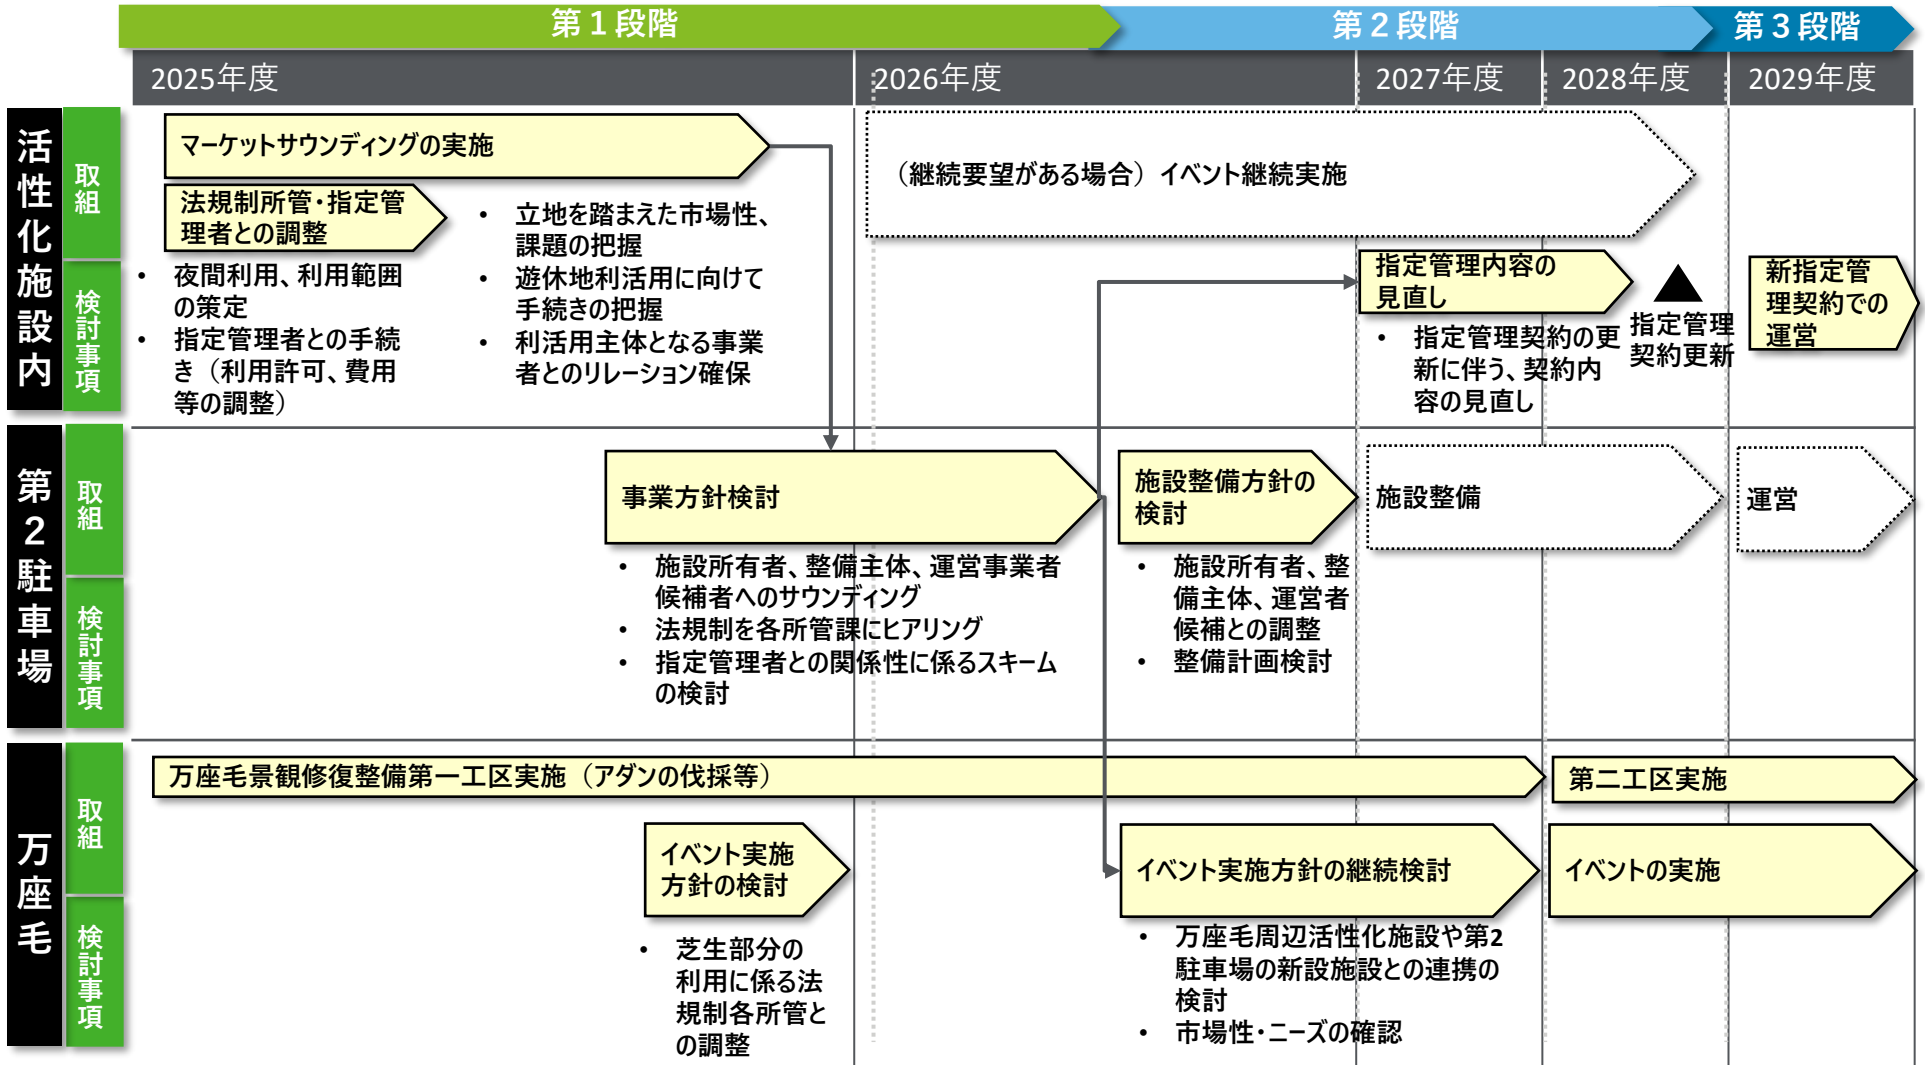 第1段階
第2段階
第3段階
2025年度
2026年度
2027年度
2028年度
2029年度
活性化施設内
取組
検討事項
マーケットサウンディングの実施
法規制所管・指定管
理者との調整
• 夜間利用、利用範囲
の策定
• 指定管理者との手続
き（利用許可、費用
等の調整）
• 立地を踏まえた市場性、
課題の把握
• 遊休地利活用に向けて
手続きの把握
• 利活用主体となる事業
者とのリレーション確保
（継続要望がある場合）イベント継続実施
指定管理内容の
見直し
• 指定管理契約の更
新に伴う、契約内
容の見直し
指定管理
契約更新
新指定管
理契約での
運営
第2駐車場
取組
検討事項
事業方針検討
• 施設所有者、整備主体、運営事業者
候補者へのサウンディング
• 法規制を各所管課にヒアリング
• 指定管理者との関係性に係るスキーム
の検討
施設整備方針の
検討
• 施設所有者、整
備主体、運営者
候補との調整
• 整備計画検討
施設整備
運営
万座毛
取組
検討事項
万座毛景観修復整備第一工区実施（アダンの伐採等）
第二工区実施
イベント実施
方針の検討
• 芝生部分の
利用に係る法
規制各所管と
の調整
イベント実施方針の継続検討
• 万座毛周辺活性化施設や第2
駐車場の新設施設との連携の
検討
• 市場性・ニーズの確認
イベントの実施